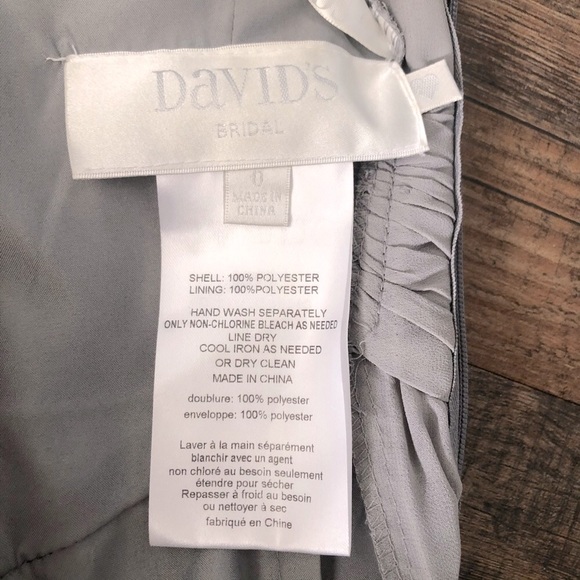 DaVID'S
BRIDAL
0
MADE IN
CHINA
SHELL: 100% POLYESTER
LINING: 100%POLYESTER
HAND WASH SEPARATELY
ONLY NON-CHLORINE BLEACH AS NEEDED
LINE DRY
COOL IRON AS NEEDED
OR DRY CLEAN
MADE IN CHINA
doublure: 100% polyester
enveloppe: 100% polyester
Laver à la main séparément
blanchir avec un agent
non chloré au besoin seulement
étendre pour sécher
Repasser à froid au besoin
ou nettoyer à sec
fabriqué en Chine